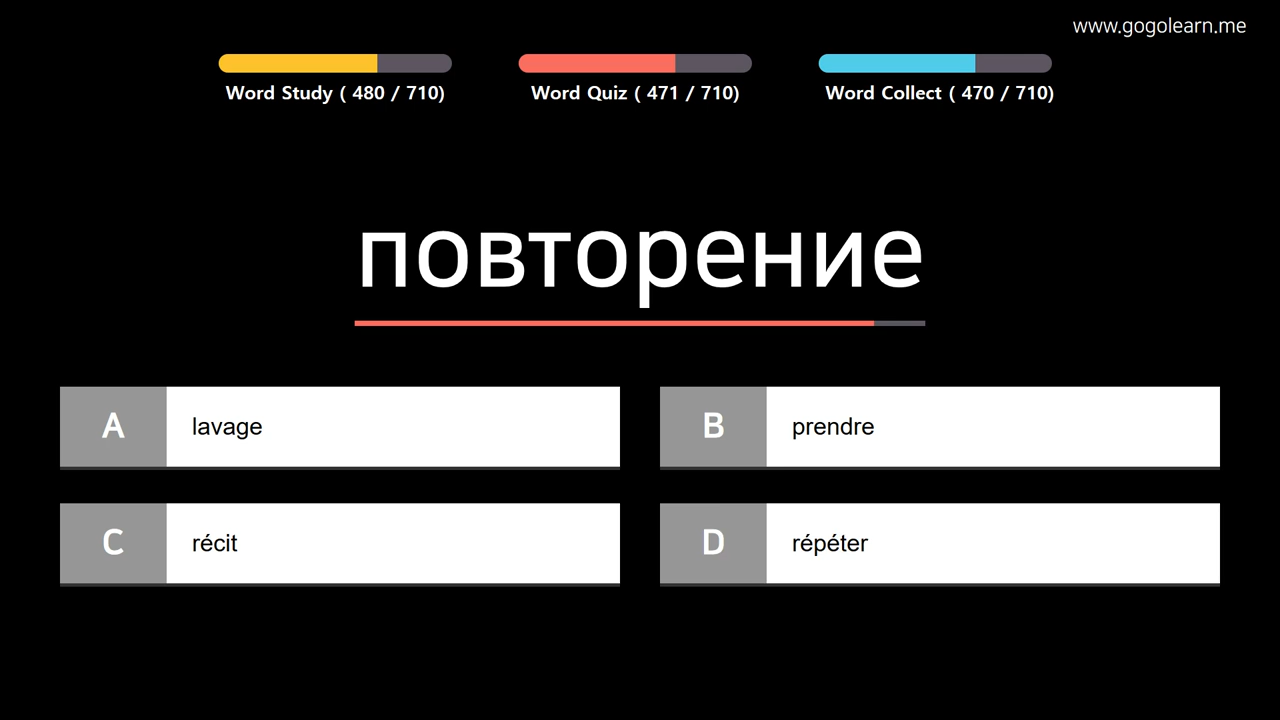 www.gogolearn.me
Word Study ( 480 / 710)
Word Quiz ( 471 / 710)
Word Collect ( 470 / 710)
повторение
A lavage
B prendre
C récit
D répéter